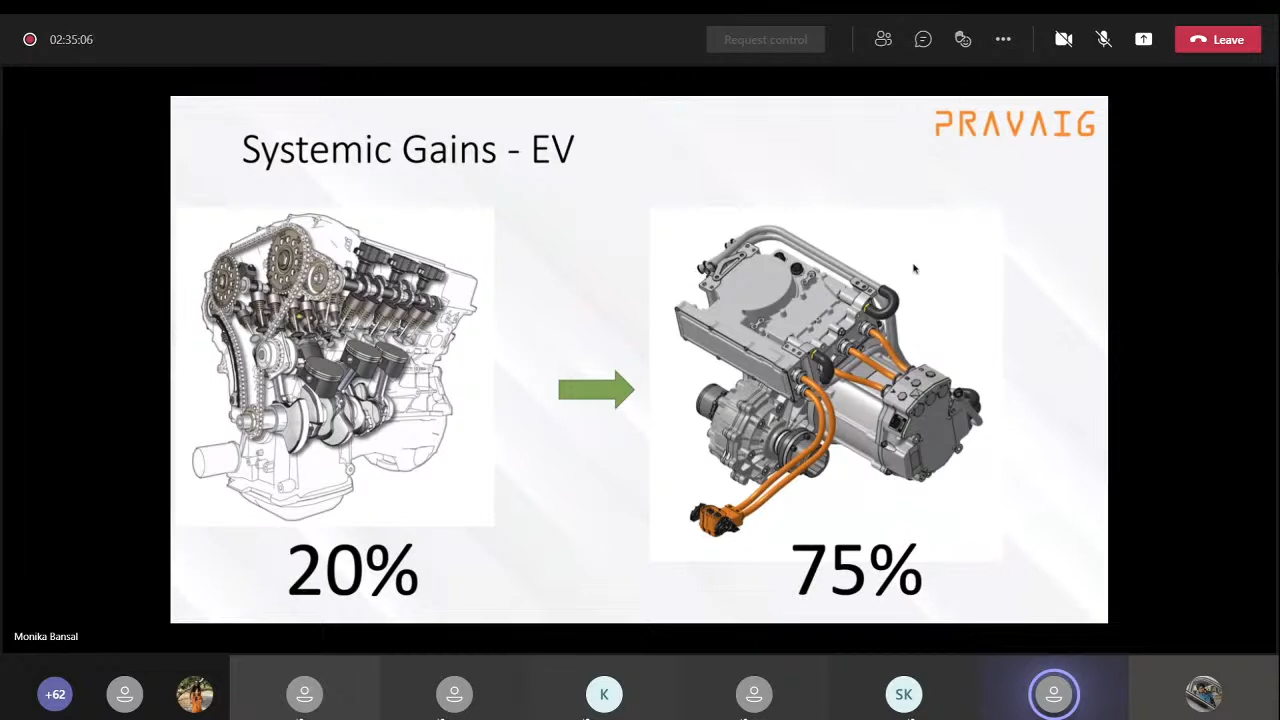 02:35:06
Request control
Leave
PRAVAIG
Systemic Gains - EV
20%
75%
Monika Bansal
+62
K
SK